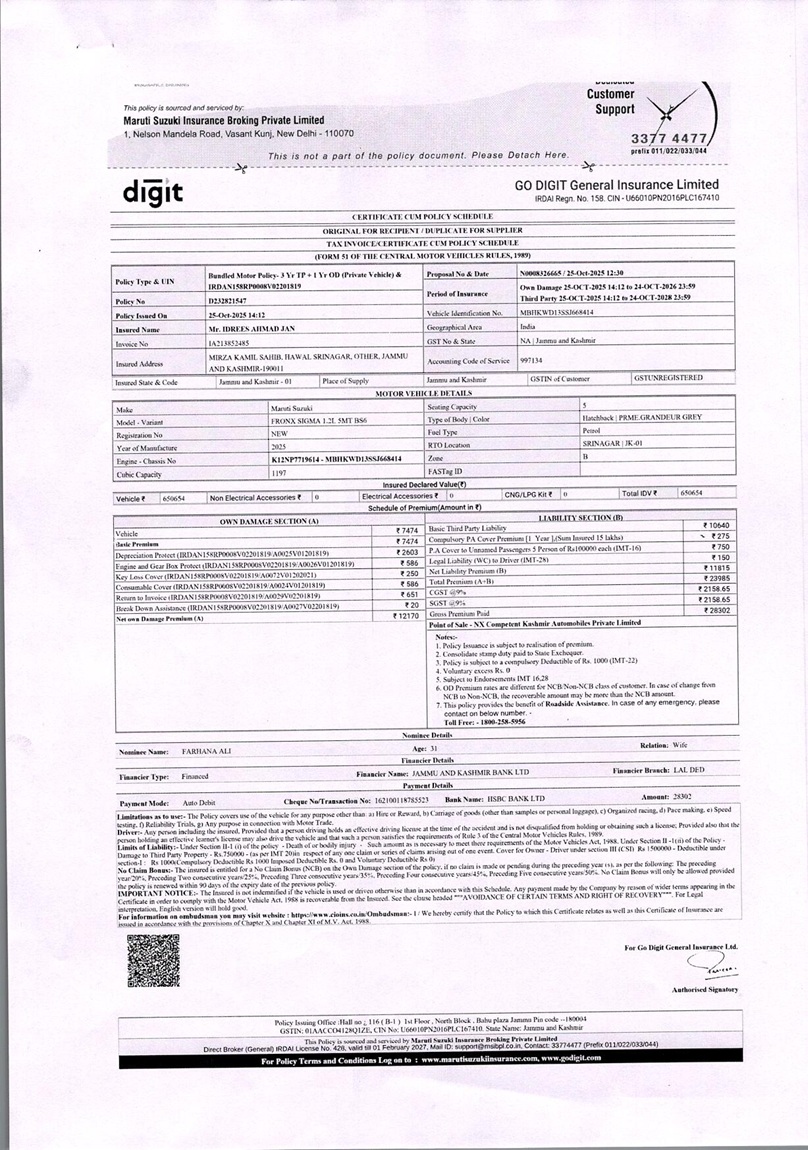 This policy is sourced and serviced by:
Maruti Suzuki Insurance Broking Private Limited
1, Nelson Mandela Road, Vasant Kunj, New Delhi - 110070
Customer
Support
3377 4477
prefix 011/022/033/044
This is not a part of the policy document. Please Detach Here.
digit
GO DIGIT General Insurance Limited
IRDAI Regn. No. 158. CIN - U66010PN2016PLC167410
CERTIFICATE CUM POLICY SCHEDULE
ORIGINAL FOR RECIPIENT / DUPLICATE FOR SUPPLIER
TAX INVOICE/CERTIFICATE CUM POLICY SCHEDULE
(FORM 51 OF THE CENTRAL MOTOR VEHICLES RULES, 1989)
Policy Type & UIN Bundled Motor Policy- 3 Yr TP + 1 Yr OD (Private Vehicle) & IRDAN158RP0008V02201819
Proposal No & Date N0008326665 / 25-Oct-2025 12:30
Policy No D232821547
Period of Insurance Own Damage 25-OCT-2025 14:12 to 24-OCT-2026 23:59
Third Party 25-OCT-2025 14:12 to 24-OCT-2028 23:59
Policy Issued On 25-Oct-2025 14:12
Vehicle Identification No. MBHKWD13SSJ668414
Insured Name Mr. IDREES AHMAD JAN
Geographical Area India
Invoice No IA213852485
GST No & State NA | Jammu and Kashmir
Insured Address MIRZA KAMIL SAHIB, HAWAL SRINAGAR, OTHER, JAMMU
AND KASHMIR-190011
Accounting Code of Service 997134
Insured State & Code Jammu and Kashmir - 01 Place of Supply Jammu and Kashmir GSTIN of Customer GSTUNREGISTERED
MOTOR VEHICLE DETAILS
Make Maruti Suzuki Seating Capacity 5
Model - Variant FRONX SIGMA 1.2L 5MT BS6 Type of Body | Color Hatchback | PRME.GRANDEUR GREY
Registration No NEW Fuel Type Petrol
Year of Manufacture 2025 RTO Location SRINAGAR | JK-01
Engine - Chassis No K12NP7719614 - MBHKWD13SSJ668414 Zone B
Cubic Capacity 1197 FASTag ID
Insured Declared Value(₹)
Vehicle ₹ 650654 Non Electrical Accessories ₹ 0 Electrical Accessories ₹ 0 CNG/LPG Kit ₹ 0 Total IDV ₹ 650654
Schedule of Premium(Amount in ₹)
OWN DAMAGE SECTION (A)
Vehicle ₹ 7474
Basic Premium ₹ 7474
Depreciation Protect (IRDAN158RP0008V02201819/A0025V01201819) ₹ 2603
Engine and Gear Box Protect (IRDAN158RP0008V02201819/A0026V01201819) ₹ 586
Key Loss Cover (IRDAN158RP0008V02201819/A0072V01202021) ₹ 250
Consumable Cover (IRDAN158RP0008V02201819/A0024V01201819) ₹ 586
Return to Invoice (IRDAN158RP0008V02201819/A0029V01201819) ₹ 651
Break Down Assistance (IRDAN158RP0008V02201819/A0027V02201819) ₹ 20
Net own Damage Premium (A) ₹ 12170
LIABILITY SECTION (B)
Basic Third Party Liability ₹ 10640
Compulsory PA Cover Premium [1 Year ],(Sum Insured 15 lakhs) ₹ 275
P.A Cover to Unnamed Passengers 5 Person of Rs100000 each (IMT-16) ₹ 750
Legal Liability (WC) to Driver (IMT-28) ₹ 150
Net Liability Premium (B) ₹ 11815
Total Premium (A+B) ₹ 23985
CGST @9% ₹ 2158.65
SGST @9% ₹ 2158.65
Gross Premium Paid ₹ 28302
Point of Sale - NX Competent Kashmir Automobiles Private Limited
Notes:-
1. Policy Issuance is subject to realisation of premium.
2. Consolidate stamp duty paid to State Exchequer.
3. Policy is subject to a compulsory Deductible of Rs. 1000 (IMT-22)
4. Voluntary excess Rs. 0
5. Subject to Endorsements IMT 16,28
6. OD Premium rates are different for NCB/Non-NCB class of customer. In case of change from
NCB to Non-NCB, the recoverable amount may be more than the NCB amount.
7. This policy provides the benefit of Roadside Assistance. In case of any emergency, please
contact on below number. -
Toll Free: - 1800-258-5956
Nominee Details
Nominee Name: FARHANA ALI Age: 31 Relation: Wife
Financier Details
Financier Type: Financed Financier Name: JAMMU AND KASHMIR BANK LTD Financier Branch: LAL DED
Payment Details
Payment Mode: Auto Debit Cheque No/Transaction No: 162100118785523 Bank Name: HSBC BANK LTD Amount: 28302
Limitations as to use:- The Policy covers use of the vehicle for any purpose other than: a) Hire or Reward, b) Carriage of goods (other than samples or personal luggage), c) Organized racing, d) Pace making, e) Speed
testing, f) Reliability Trials, g) Any purpose in connection with Motor Trade.
Driver:- Any person including the insured, Provided that a person driving holds an effective driving license at the time of the accident and is not disqualified from holding or obtaining such a license; Provided also that the
person holding an effective learner's license may also drive the vehicle and that such a person satisfies the requirements of Rule 3 of the Central Motor Vehicles Rules, 1989.
Limits of Liability:- Under Section II-1 (i) of the policy - Death of or bodily injury - Such amount as is necessary to meet there requirements of the Motor Vehicles Act, 1988. Under Section II -1(ii) of the Policy -
Damage to Third Party Property - Rs.750000 - (as per IMT 20)in respect of any one claim or series of claims arising out of one event. Cover for Owner - Driver under section III (CSI) Rs 1500000 - Deductible under
section-I : Rs 1000(Compulsory Deductible Rs 1000 Imposed Deductible Rs. 0 and Voluntary Deductible Rs 0)
No Claim Bonus:- The insured is entitled for a No Claim Bonus (NCB) on the Own Damage section of the policy, if no claim is made or pending during the preceding year (s), as per the following: The preceding
year/20%, Preceding Two consecutive years/25%, Preceding Three consecutive years/35%, Preceding Four consecutive years/45%, Preceding Five consecutive years/50%. No Claim Bonus will only be allowed provided
the policy is renewed within 90 days of the expiry date of the previous policy.
IMPORTANT NOTICE:- The Insured is not indemnified if the vehicle is used or driven otherwise than in accordance with this Schedule. Any payment made by the Company by reason of wider terms appearing in the
Certificate in order to comply with the Motor Vehicle Act, 1988 is recoverable from the Insured. See the clause headed ""AVOIDANCE OF CERTAIN TERMS AND RIGHT OF RECOVERY"". For Legal
interpretation, English version will hold good.
For information on ombudsman you may visit website : https://www.cioins.co.in/Ombudsman:- I / We hereby certify that the Policy to which this Certificate relates as well as this Certificate of Insurance are
issued in accordance with the provisions of Chapter X and Chapter XI of M.V. Act, 1988.
For Go Digit General Insurance Ltd.
Authorised Signatory
Policy Issuing Office :Hall no ; 116 ( B-1 ) 1st Floor , North Block , Bahu plaza Jammu Pin code --180004
GSTIN: 01AACCO4128Q1ZE, CIN No: U66010PN2016PLC167410. State Name: Jammu and Kashmir
This Policy is sourced and serviced by Maruti Suzuki Insurance Broking Private Limited
Direct Broker (General) IRDAI License No. 428, valid till 01 February 2027, Mail ID: support@msibpl.co.in, Contact: 33774477 (Prefix 011/022/033/044)
For Policy Terms and Conditions Log on to : www.marutisuzukiinsurance.com, www.godigit.com